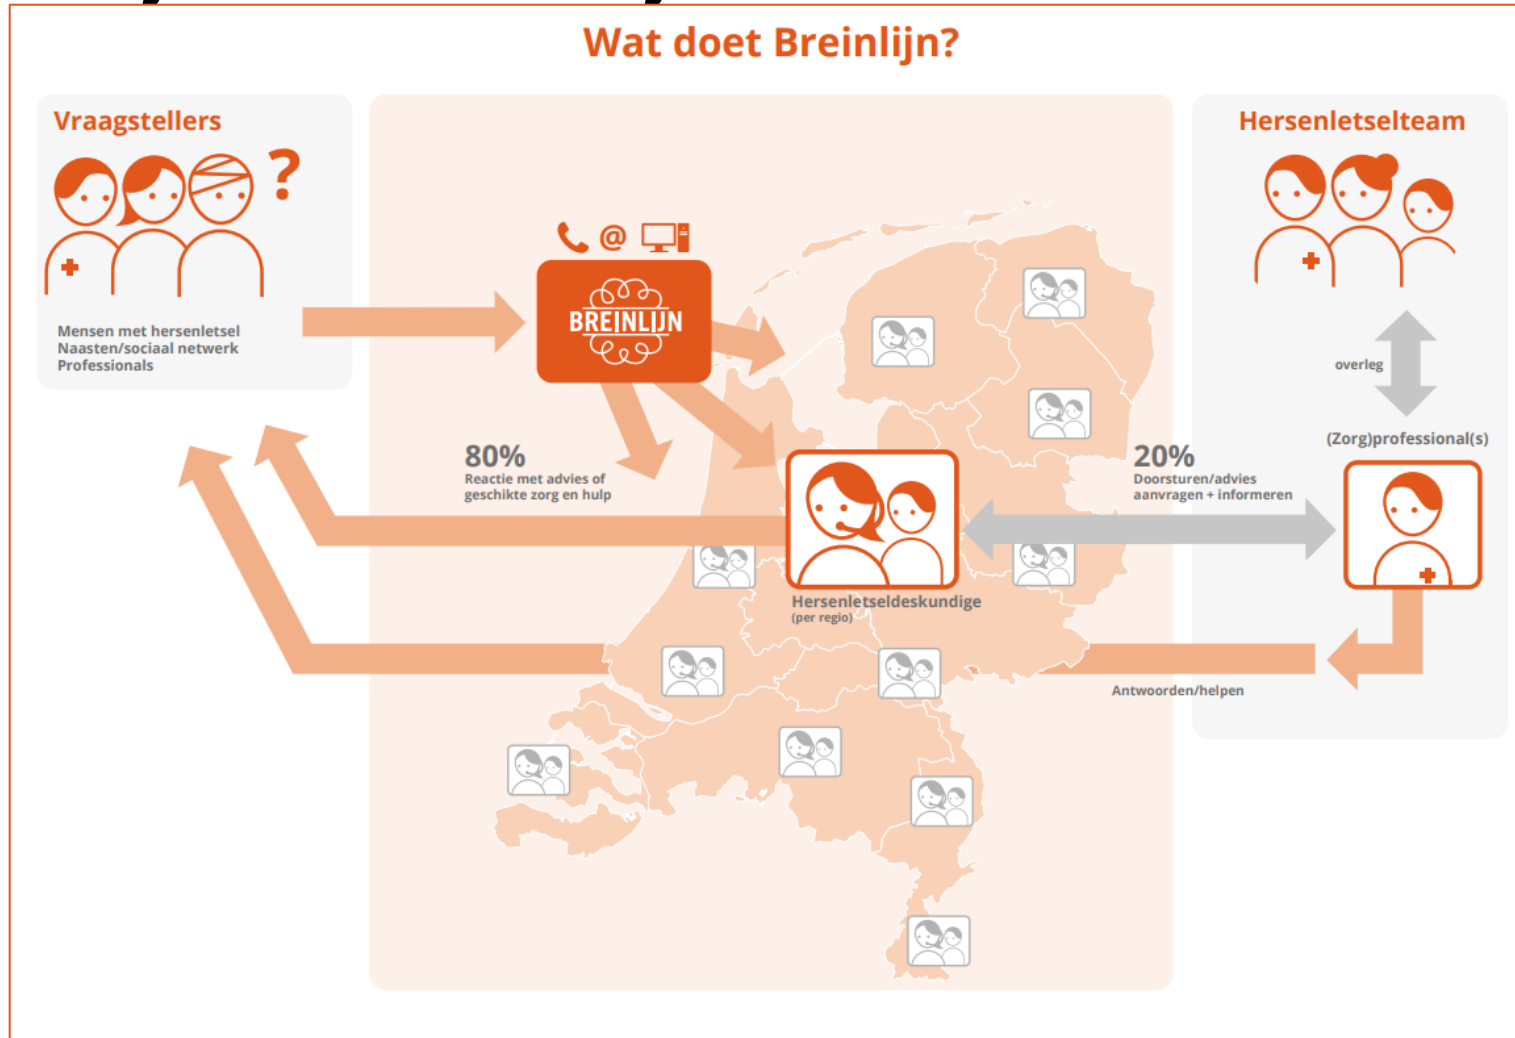 Wat doet Breinlijn?
Vraagstellers
?
Mensen met hersenletsel
Naasten/sociaal netwerk
Professionals
@
BREINLIJN
80%
Reactie met advies of
geschikte zorg en hulp
Hersenletseldeskundige
(per regio)
20%
Doorsturen/advies
aanvragen + informeren
Hersenletselteam
overleg
(Zorg)professional(s)
Antwoorden/helpen